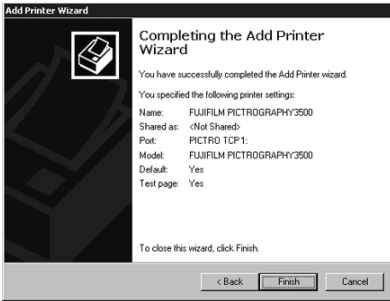 Add Printer Wizard
Completing the Add Printer
Wizard
You have successfully completed the Add Printer wizard.
You specified the following printer settings:
Name: FUJIFILM PICTROGRAPHY3500
Shared as: <Not Shared>
Port: PICTRO TCP1:
Model: FUJIFILM PICTROGRAPHY3500
Default: Yes
Test page: Yes
To close this wizard, click Finish.
< Back Finish Cancel